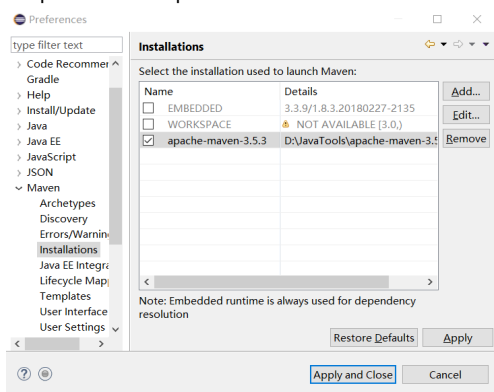 Preferences
type filter text
Installations
Code Recommer
Gradle
Help
Install/Update
Java
Java EE
JavaScript
JSON
Maven
Archetypes
Discovery
Errors/Warnin
Installations
Java EE Integra
Lifecycle Map
Templates
User Interface
User Settings
Select the installation used to launch Maven:
Name Details
EMBEDDED 3.3.9/1.8.3.20180227-2135
WORKSPACE NOT AVAILABLE [3.0,)
apache-maven-3.5.3 D:\JavaTools\apache-maven-3.5
Add...
Edit...
Remove
Note: Embedded runtime is always used for dependency
resolution
Restore Defaults Apply
Apply and Close Cancel